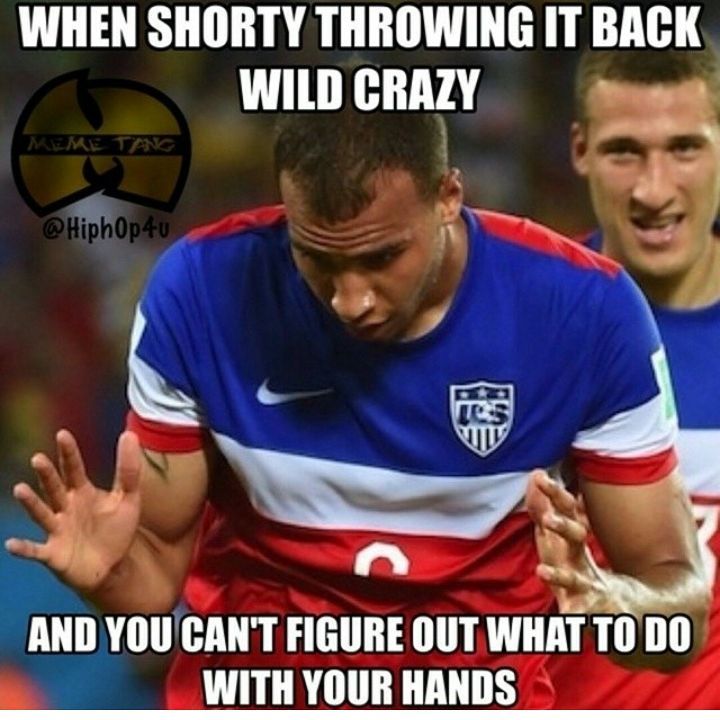 WHEN SHORTY THROWING IT BACK
WILD CRAZY
MEME TANG
@HiphOp4u
US
AND YOU CAN'T FIGURE OUT WHAT TO DO
WITH YOUR HANDS